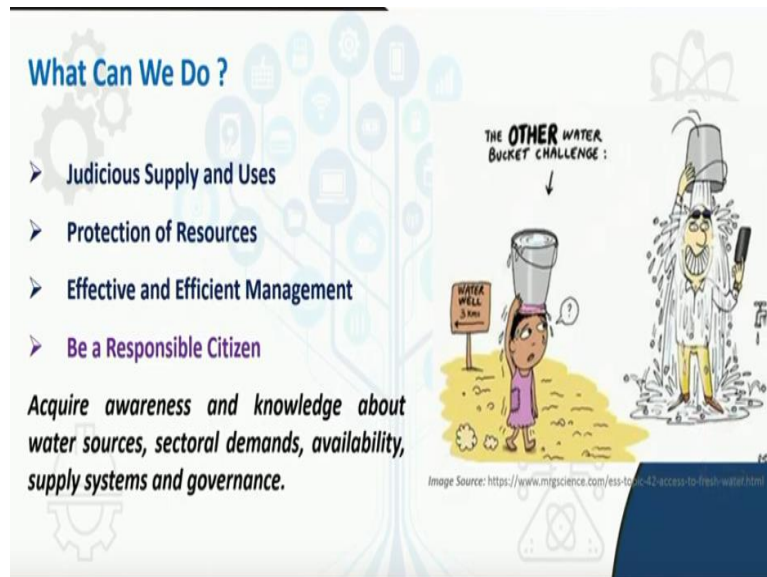 What Can We Do ?
➤ Judicious Supply and Uses
➤ Protection of Resources
➤ Effective and Efficient Management
➤ Be a Responsible Citizen
Acquire awareness and knowledge about
water sources, sectoral demands, availability,
supply systems and governance.
THE OTHER WATER
BUCKET CHALLENGE :
WATER
WELL
3 KMS
?
Image Source: https://www.mrgscience.com/ess-topic-42-access-to-fresh-water.html